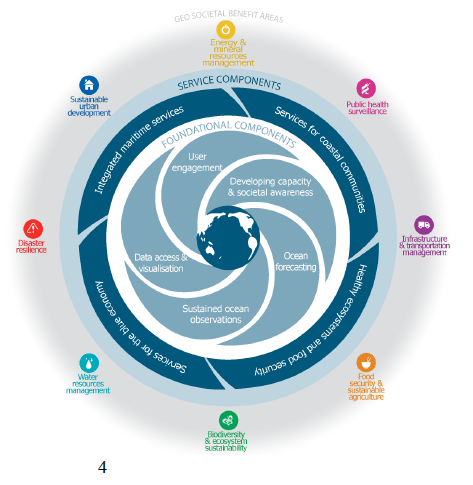 GEO SOCIETAL BENEFIT AREAS
Energy &
mineral
resources
management
SERVICE COMPONENTS
Sustainable
urban
development
Public health
surveillance
Integrated maritime services
Services for coastal communities
FOUNDATIONAL COMPONENTS
User
engagement
Developing capacity
& societal awareness
Disaster
resilience
Infrastructure
& transportation
management
Data access &
visualisation
Ocean
forecasting
Sustained ocean
observations
Services for the blue economy
Healthy ecosystems and food security
Water
resources
management
Food
security &
sustainable
agriculture
Biodiversity
& ecosystem
sustainability
4